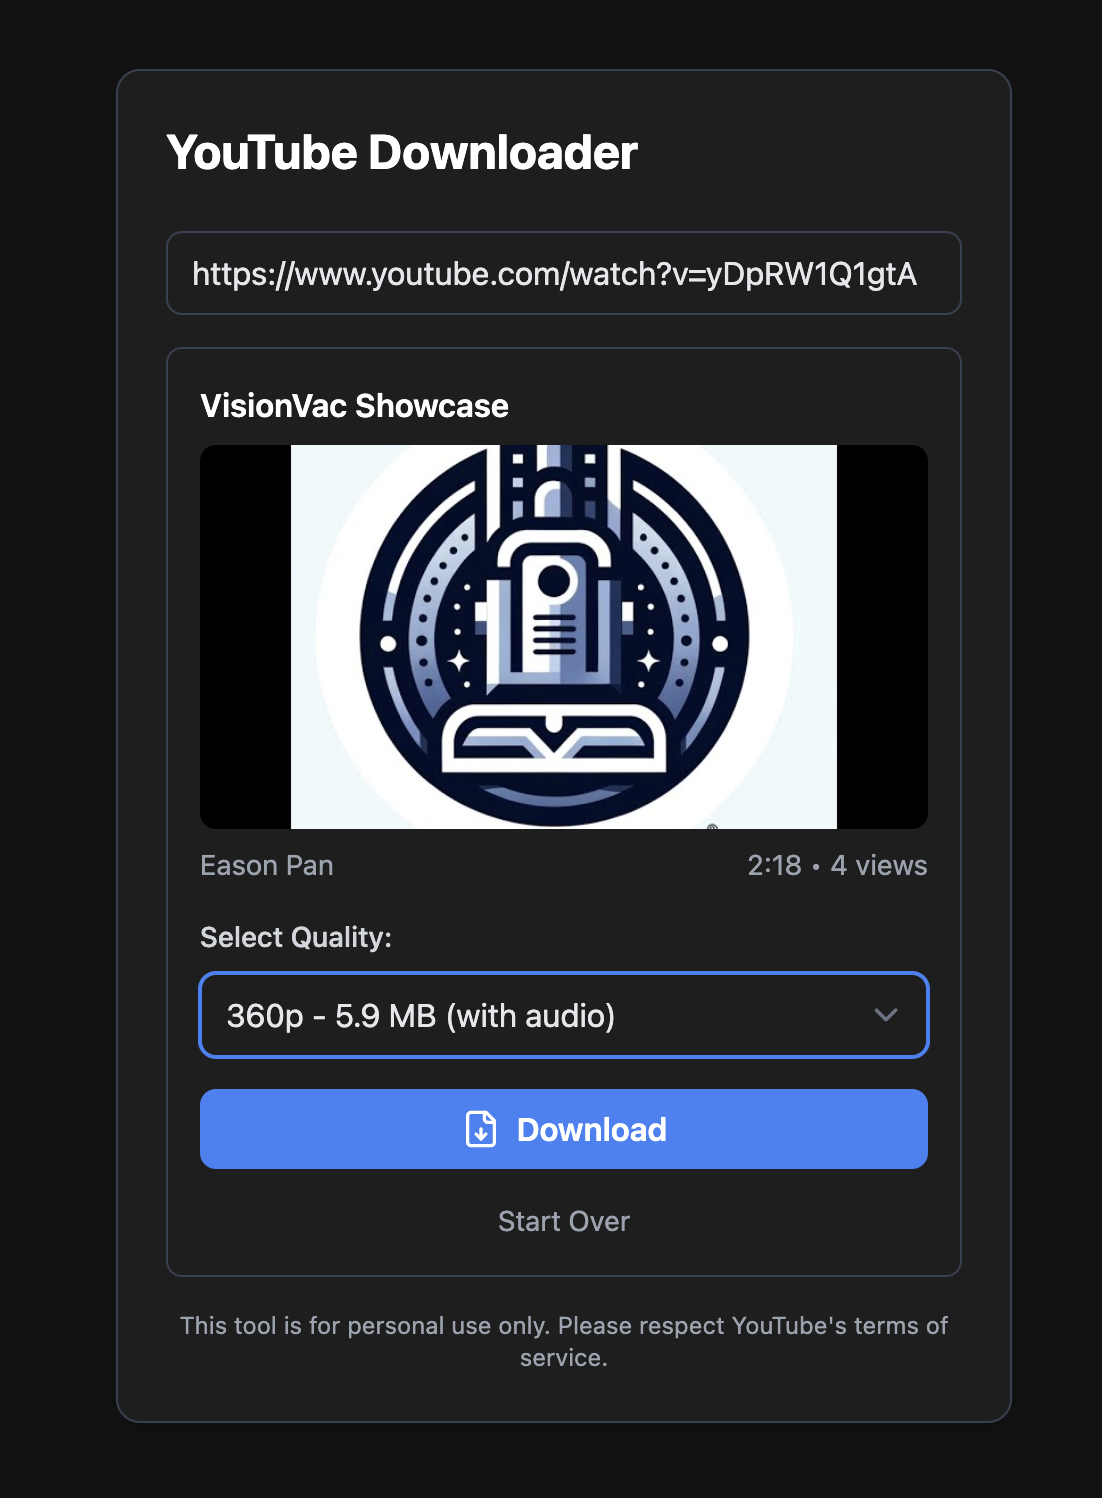 YouTube Downloader
https://www.youtube.com/watch?v=yDpRW1Q1gtA
VisionVac Showcase
Eason Pan
2:18 • 4 views
Select Quality:
360p - 5.9 MB (with audio)
Download
Start Over
This tool is for personal use only. Please respect YouTube's terms of
service.